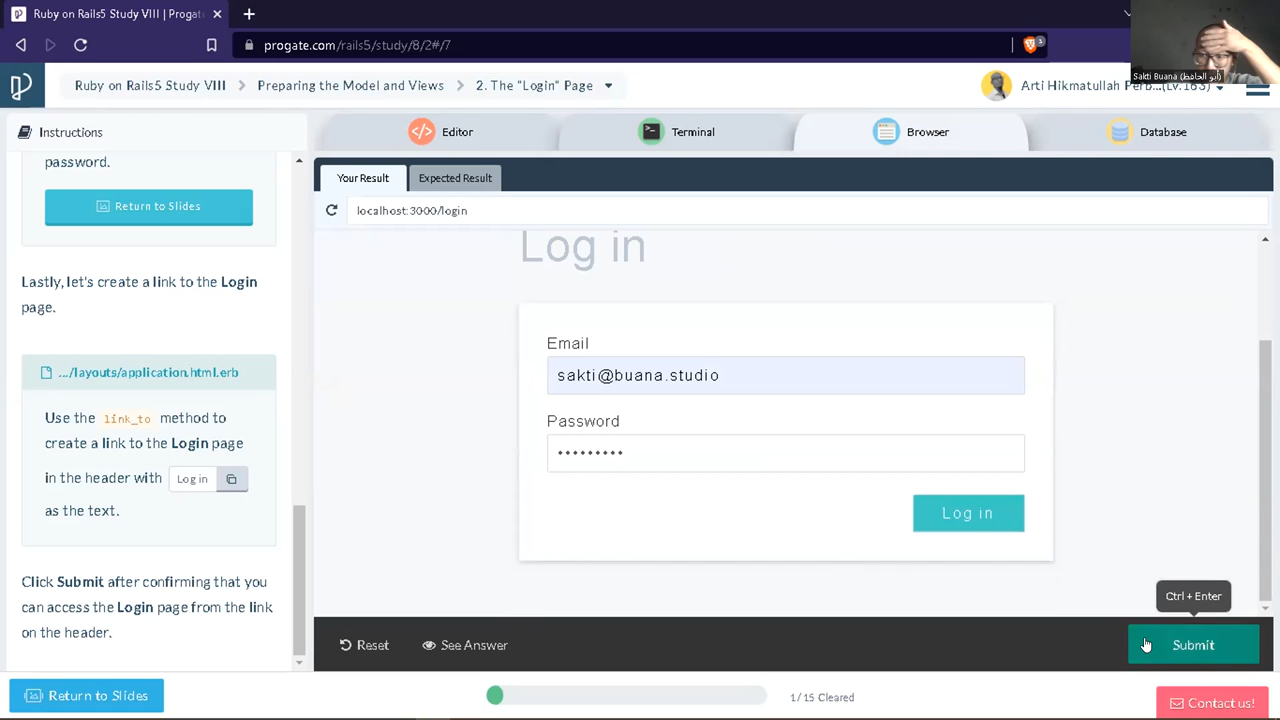 Ruby on Rails5 Study VIII | Progate
progate.com/rails5/study/8/2#/7
3
Sakti Buana (أبو الحافظ)
Ruby on Rails5 Study VIII
Preparing the Model and Views
2. The "Login" Page
Arti Hikmatullah Perb...(Lv.163)
Instructions
Editor
Terminal
Browser
Database
password.
Return to Slides
Lastly, let's create a link to the Login
page.
.../layouts/application.html.erb
Use the link_to method to
create a link to the Login page
in the header with Log in
as the text.
Click Submit after confirming that you
can access the Login page from the link
on the header.
Your Result
Expected Result
localhost:3000/login
Log in
Email
sakti@buana.studio
Password
•••••••••
Log in
Ctrl + Enter
Reset
See Answer
Submit
Return to Slides
1/15 Cleared
Contact us!